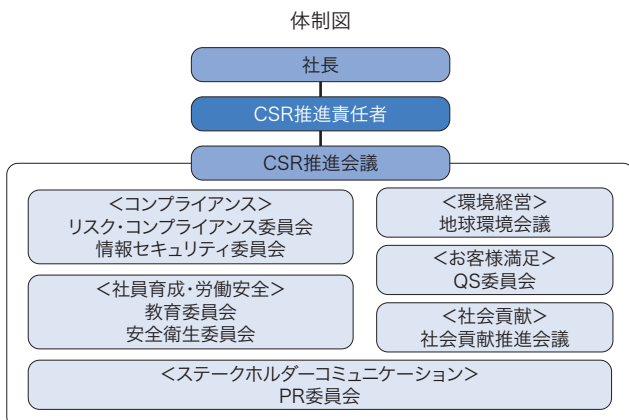 体制図
社長
CSR推進責任者
CSR推進会議
＜コンプライアンス＞
リスク・コンプライアンス委員会
情報セキュリティ委員会
＜社員育成・労働安全＞
教育委員会
安全衛生委員会
＜環境経営＞
地球環境会議
＜お客様満足＞
QS委員会
＜社会貢献＞
社会貢献推進会議
＜ステークホルダーコミュニケーション＞
PR委員会